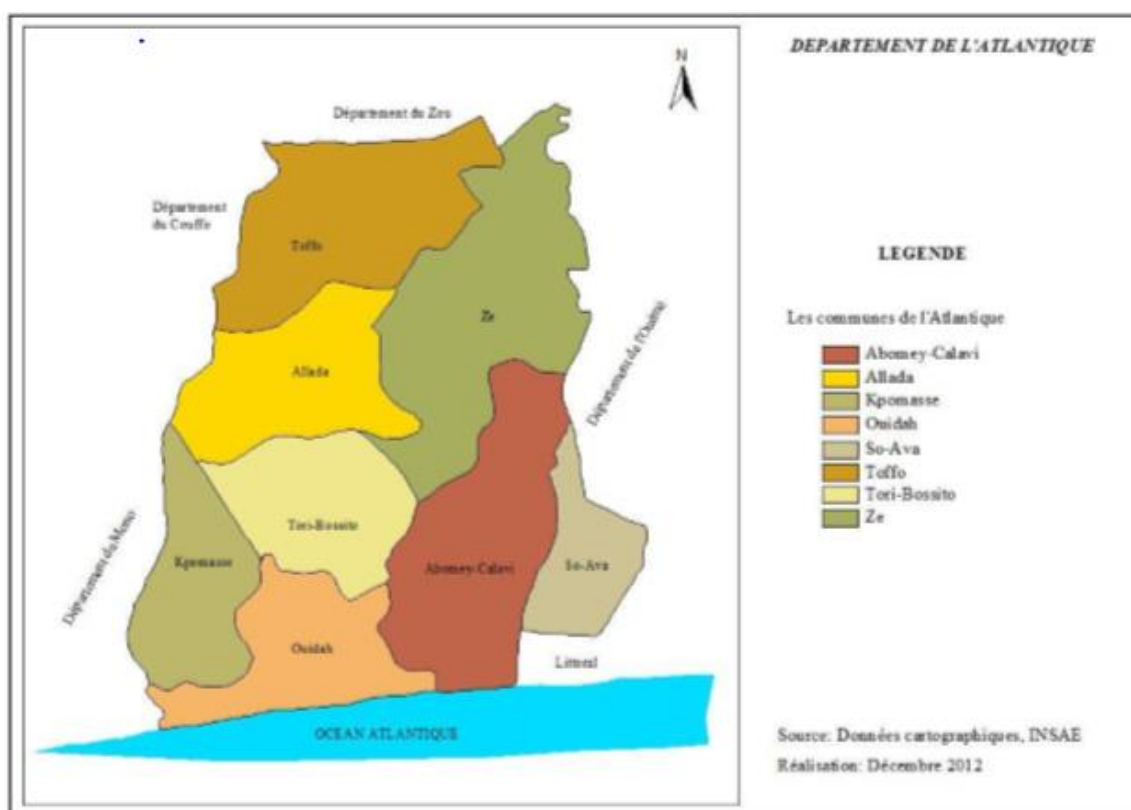 DEPARTEMENT DE L'ATLANTIQUE
N
Département du Zou
Département
du Couffo
Toffo
Ze
Allada
Département de l'Ouémé
Tori-Bossito
Kpomasse
Département du Mono
Abomey-Calavi
So-Ava
Ouidah
Littoral
OCEAN ATLANTIQUE
LEGENDE
Les communes de l'Atlantique
Abomey-Calavi
Allada
Kpomasse
Ouidah
So-Ava
Toffo
Tori-Bossito
Ze
Source: Données cartographiques, INSAE
Réalisation: Décembre 2012